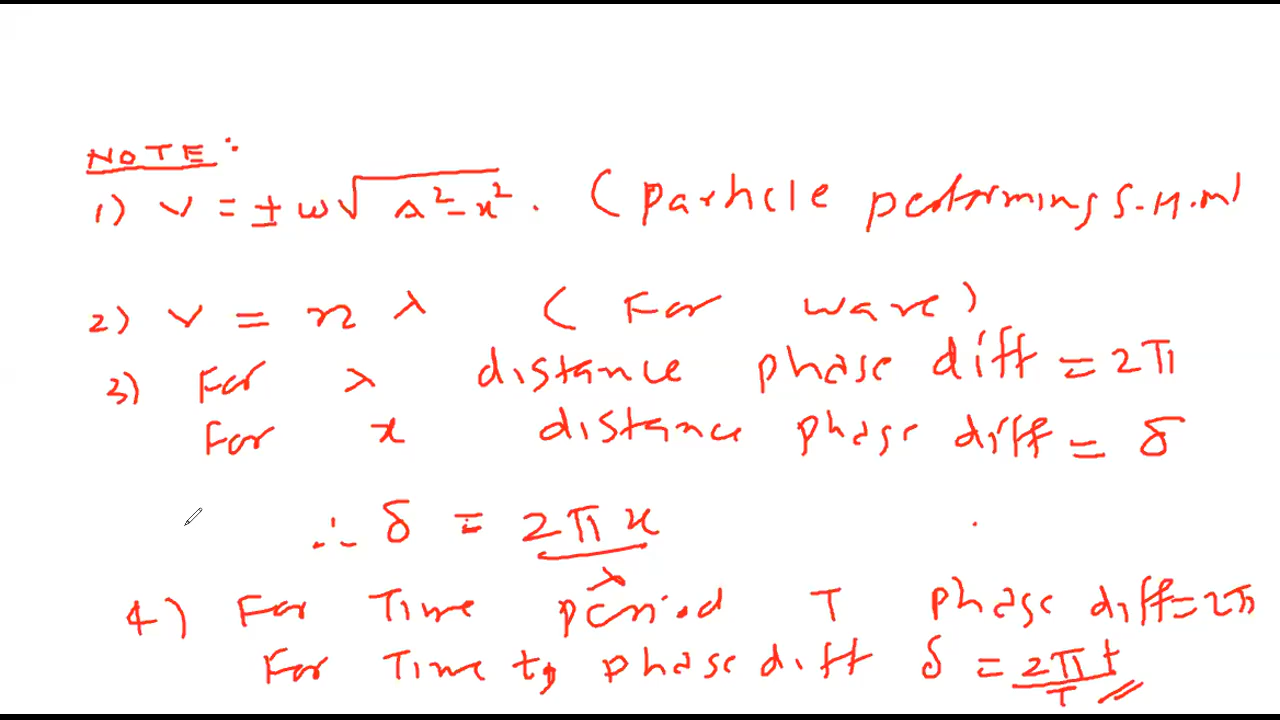 NOTE:
1) V = ± ω√A²-x². (particle performing S.H.M)
2) V = n λ (For wave)
3) For λ distance phase diff = 2π
For x distance phase diff = δ
∴ δ = 2πx/λ
4) For Time period T phase diff = 2π
For Time t, phase diff δ = 2πt/T